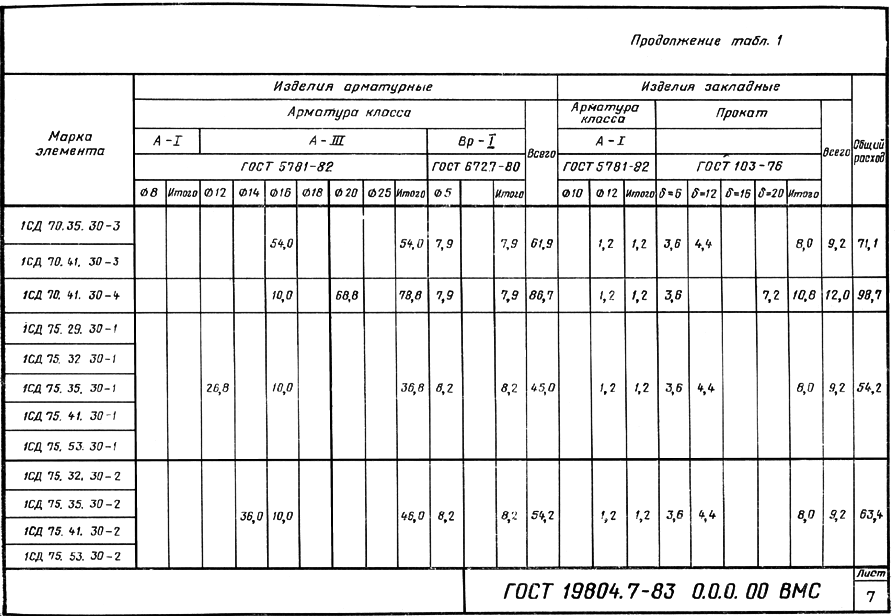 Продолжение табл. 1
Марка элемента
Изделия арматурные
Изделия закладные
Общий расход
Арматура класса
Всего
Арматура класса
Прокат
Всего
А-I
А-III
Вр-I
А-I
ГОСТ 5781-82
ГОСТ 6727-80
ГОСТ 5781-82
ГОСТ 103-76
Ф8 Итого Ф12 Ф14 Ф16 Ф18 Ф20 Ф25 Итого Ф5 Итого Ф10 Ф12 Итого δ=6 δ=12 δ=16 δ=20 Итого
1СД 70.35.30-3
54,0 54,0 7,9 7,9 61,9 1,2 1,2 3,6 4,4 8,0 9,2 71,1
1СД 70.41.30-3
1СД 70.41.30-4 10,0 68,8 78,8 7,9 7,9 86,7 1,2 1,2 3,6 7,2 10,8 12,0 98,7
1СД 75.29.30-1
1СД 75.32 30-1
1СД 75.35.30-1 26,8 10,0 36,8 8,2 8,2 45,0 1,2 1,2 3,6 4,4 8,0 9,2 54,2
1СД 75.41.30-1
1СД 75.53.30-1
1СД 75.32.30-2
1СД 75.35.30-2
36,0 10,0 46,0 8,2 8,2 54,2 1,2 1,2 3,6 4,4 8,0 9,2 63,4
1СД 75.41.30-2
1СД 75.53.30-2
ГОСТ 19804.7-83 0.0.0.00 ВМС
Лист
7